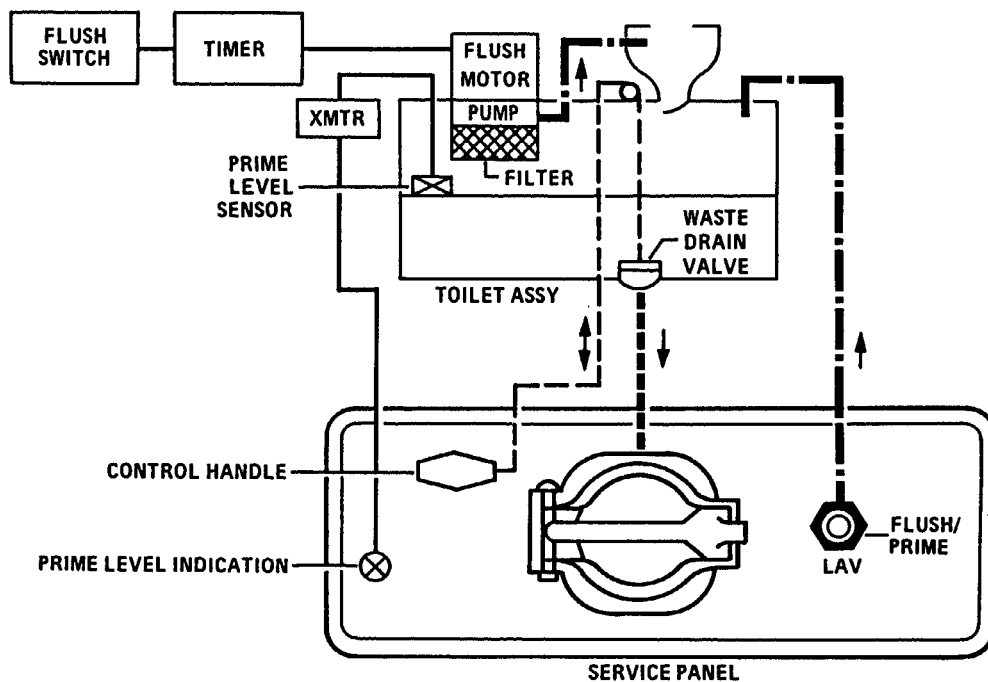 FLUSH
SWITCH
TIMER
FLUSH
MOTOR
PUMP
XMTR
FILTER
PRIME
LEVEL
SENSOR
WASTE
DRAIN
VALVE
TOILET ASSY
CONTROL HANDLE
PRIME LEVEL INDICATION
FLUSH/
PRIME
LAV
SERVICE PANEL